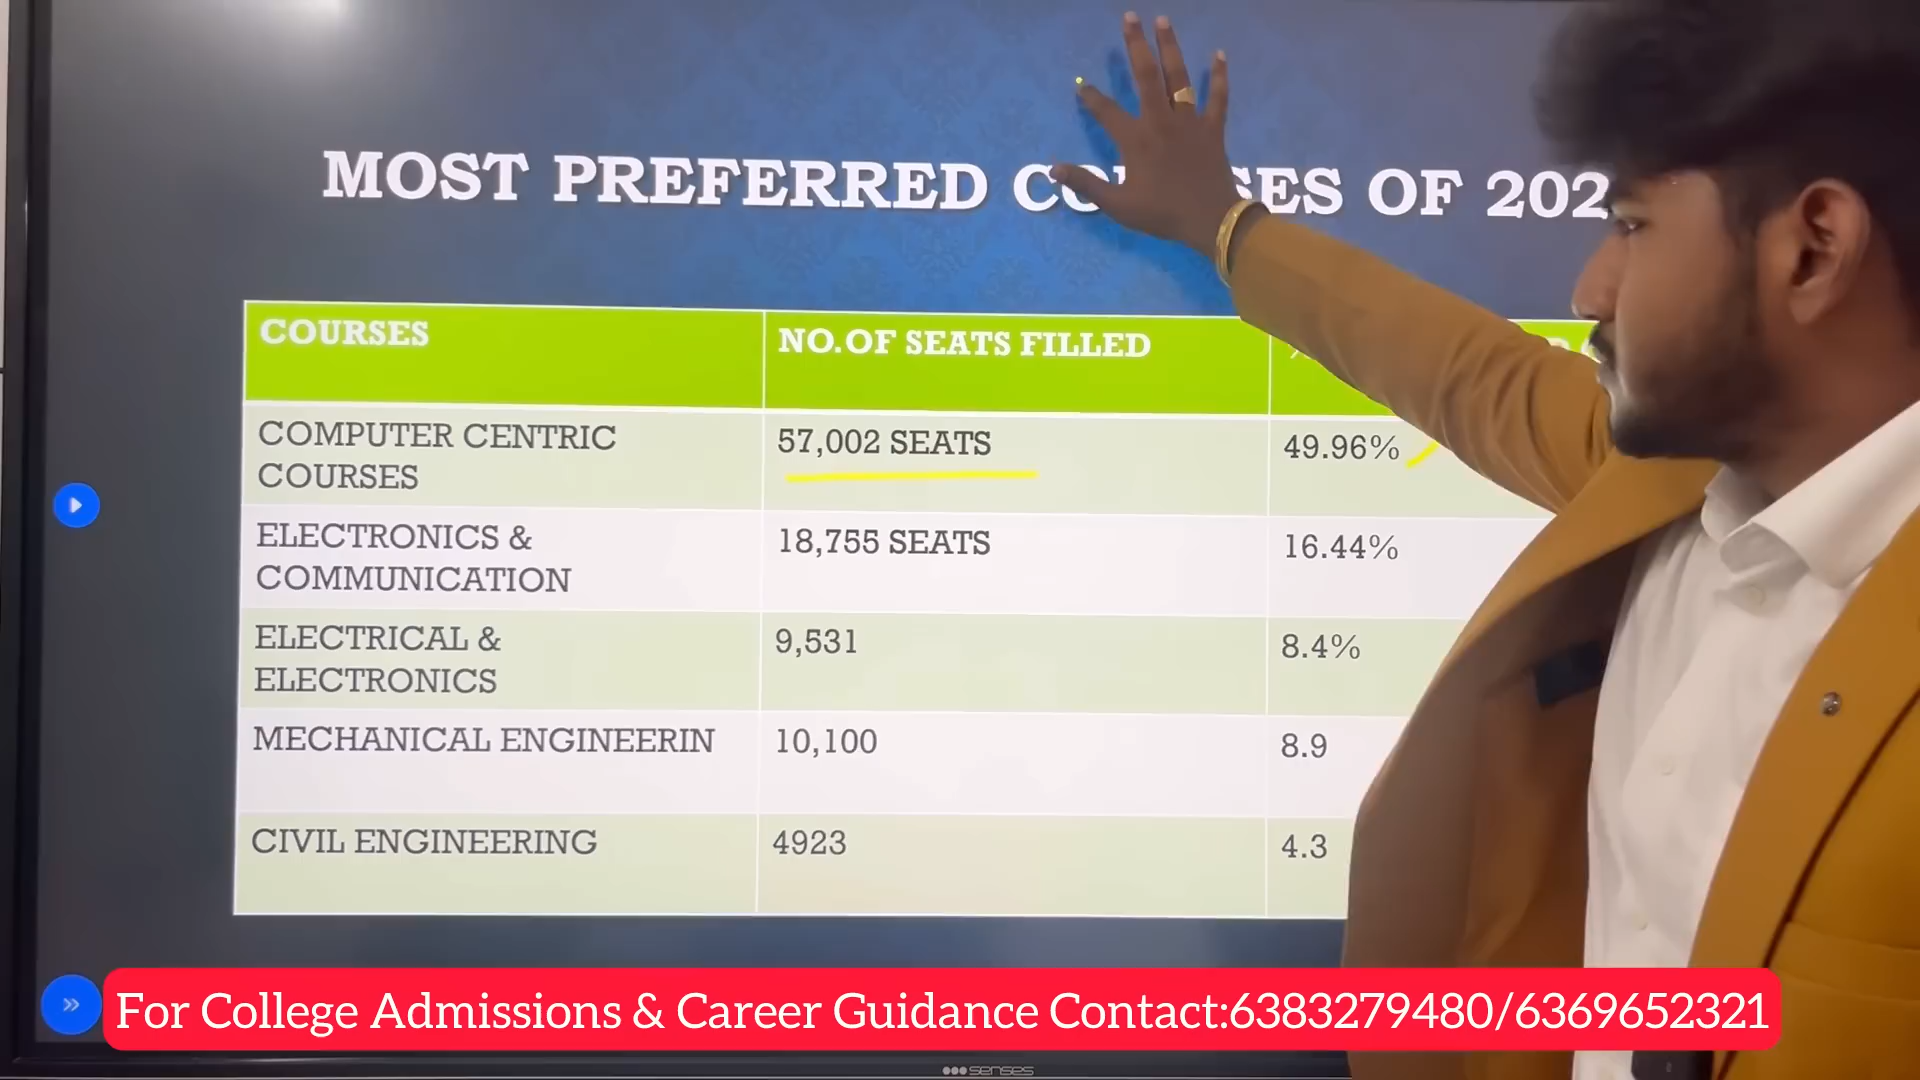 MOST PREFERRED COURSES OF 202
COURSES
NO.OF SEATS FILLED
COMPUTER CENTRIC
COURSES
57,002 SEATS
49.96%
ELECTRONICS &
COMMUNICATION
18,755 SEATS
16.44%
ELECTRICAL &
ELECTRONICS
9,531
8.4%
MECHANICAL ENGINEERIN
10,100
8.9
CIVIL ENGINEERING
4923
4.3
For College Admissions & Career Guidance Contact:6383279480/6369652321
senses